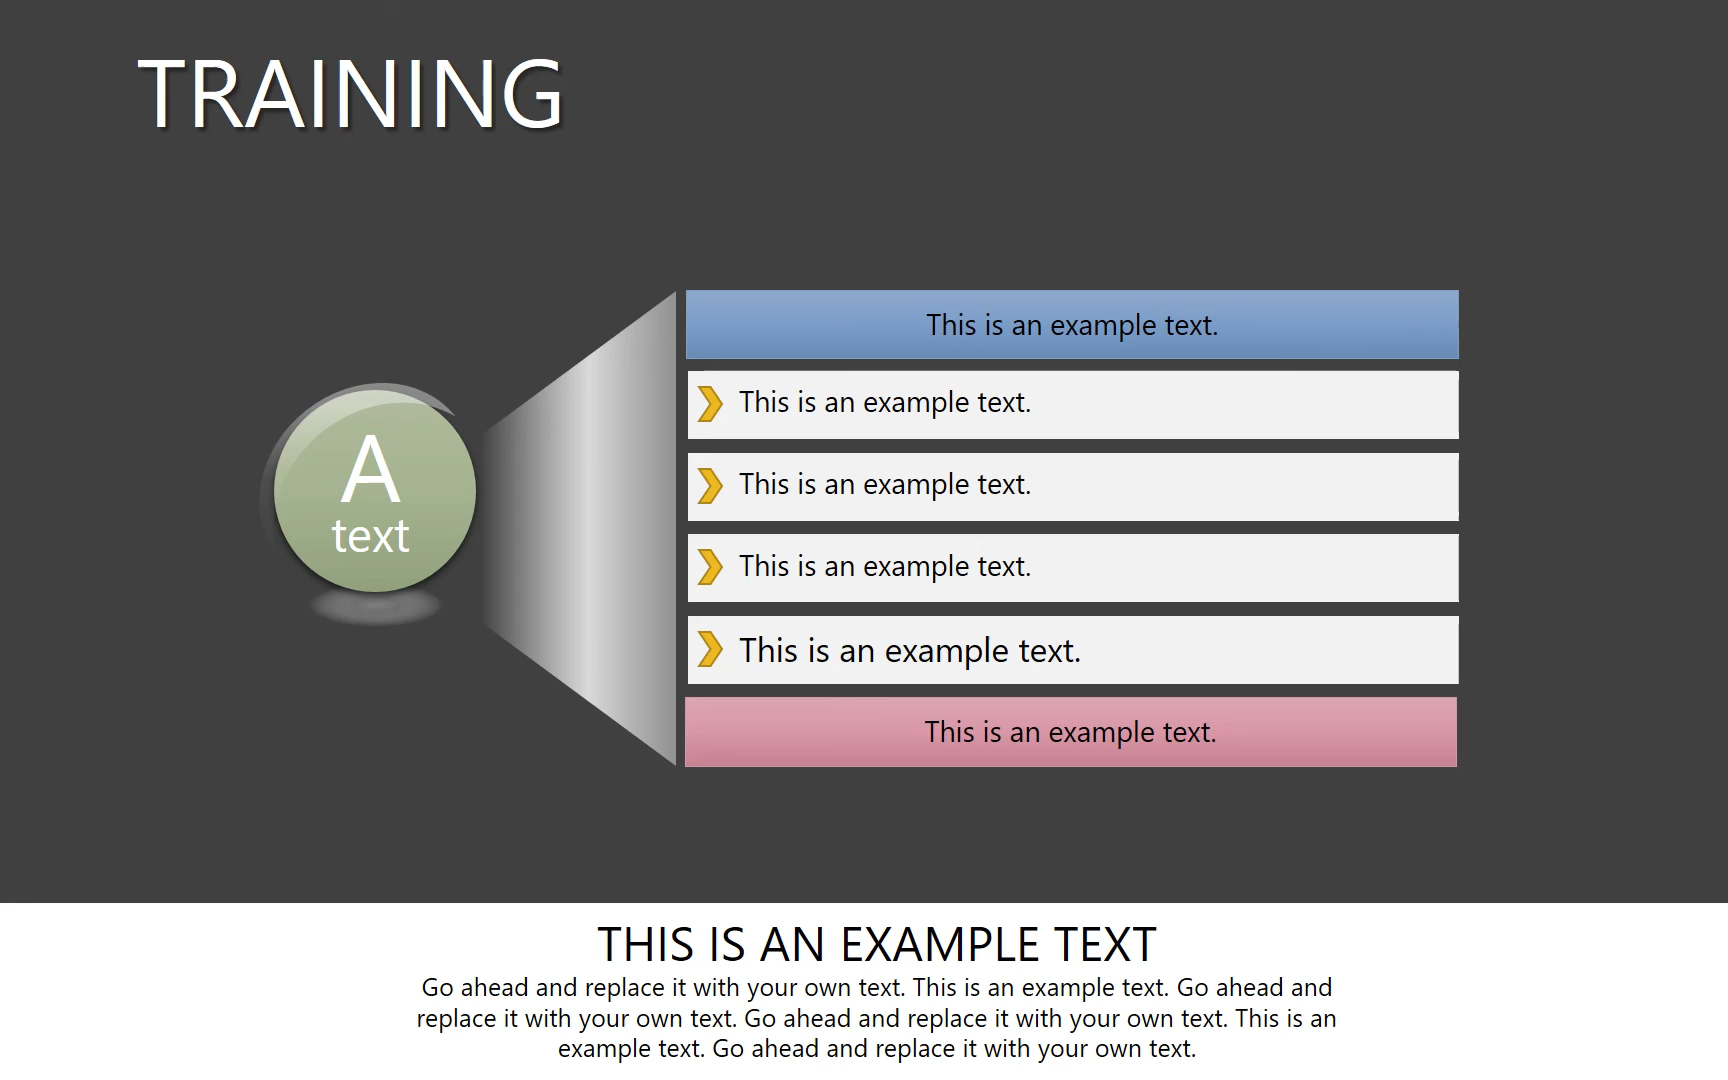 TRAINING
A
text
This is an example text.
This is an example text.
This is an example text.
This is an example text.
This is an example text.
This is an example text.
THIS IS AN EXAMPLE TEXT
Go ahead and replace it with your own text. This is an example text. Go ahead and
replace it with your own text. Go ahead and replace it with your own text. This is an
example text. Go ahead and replace it with your own text.